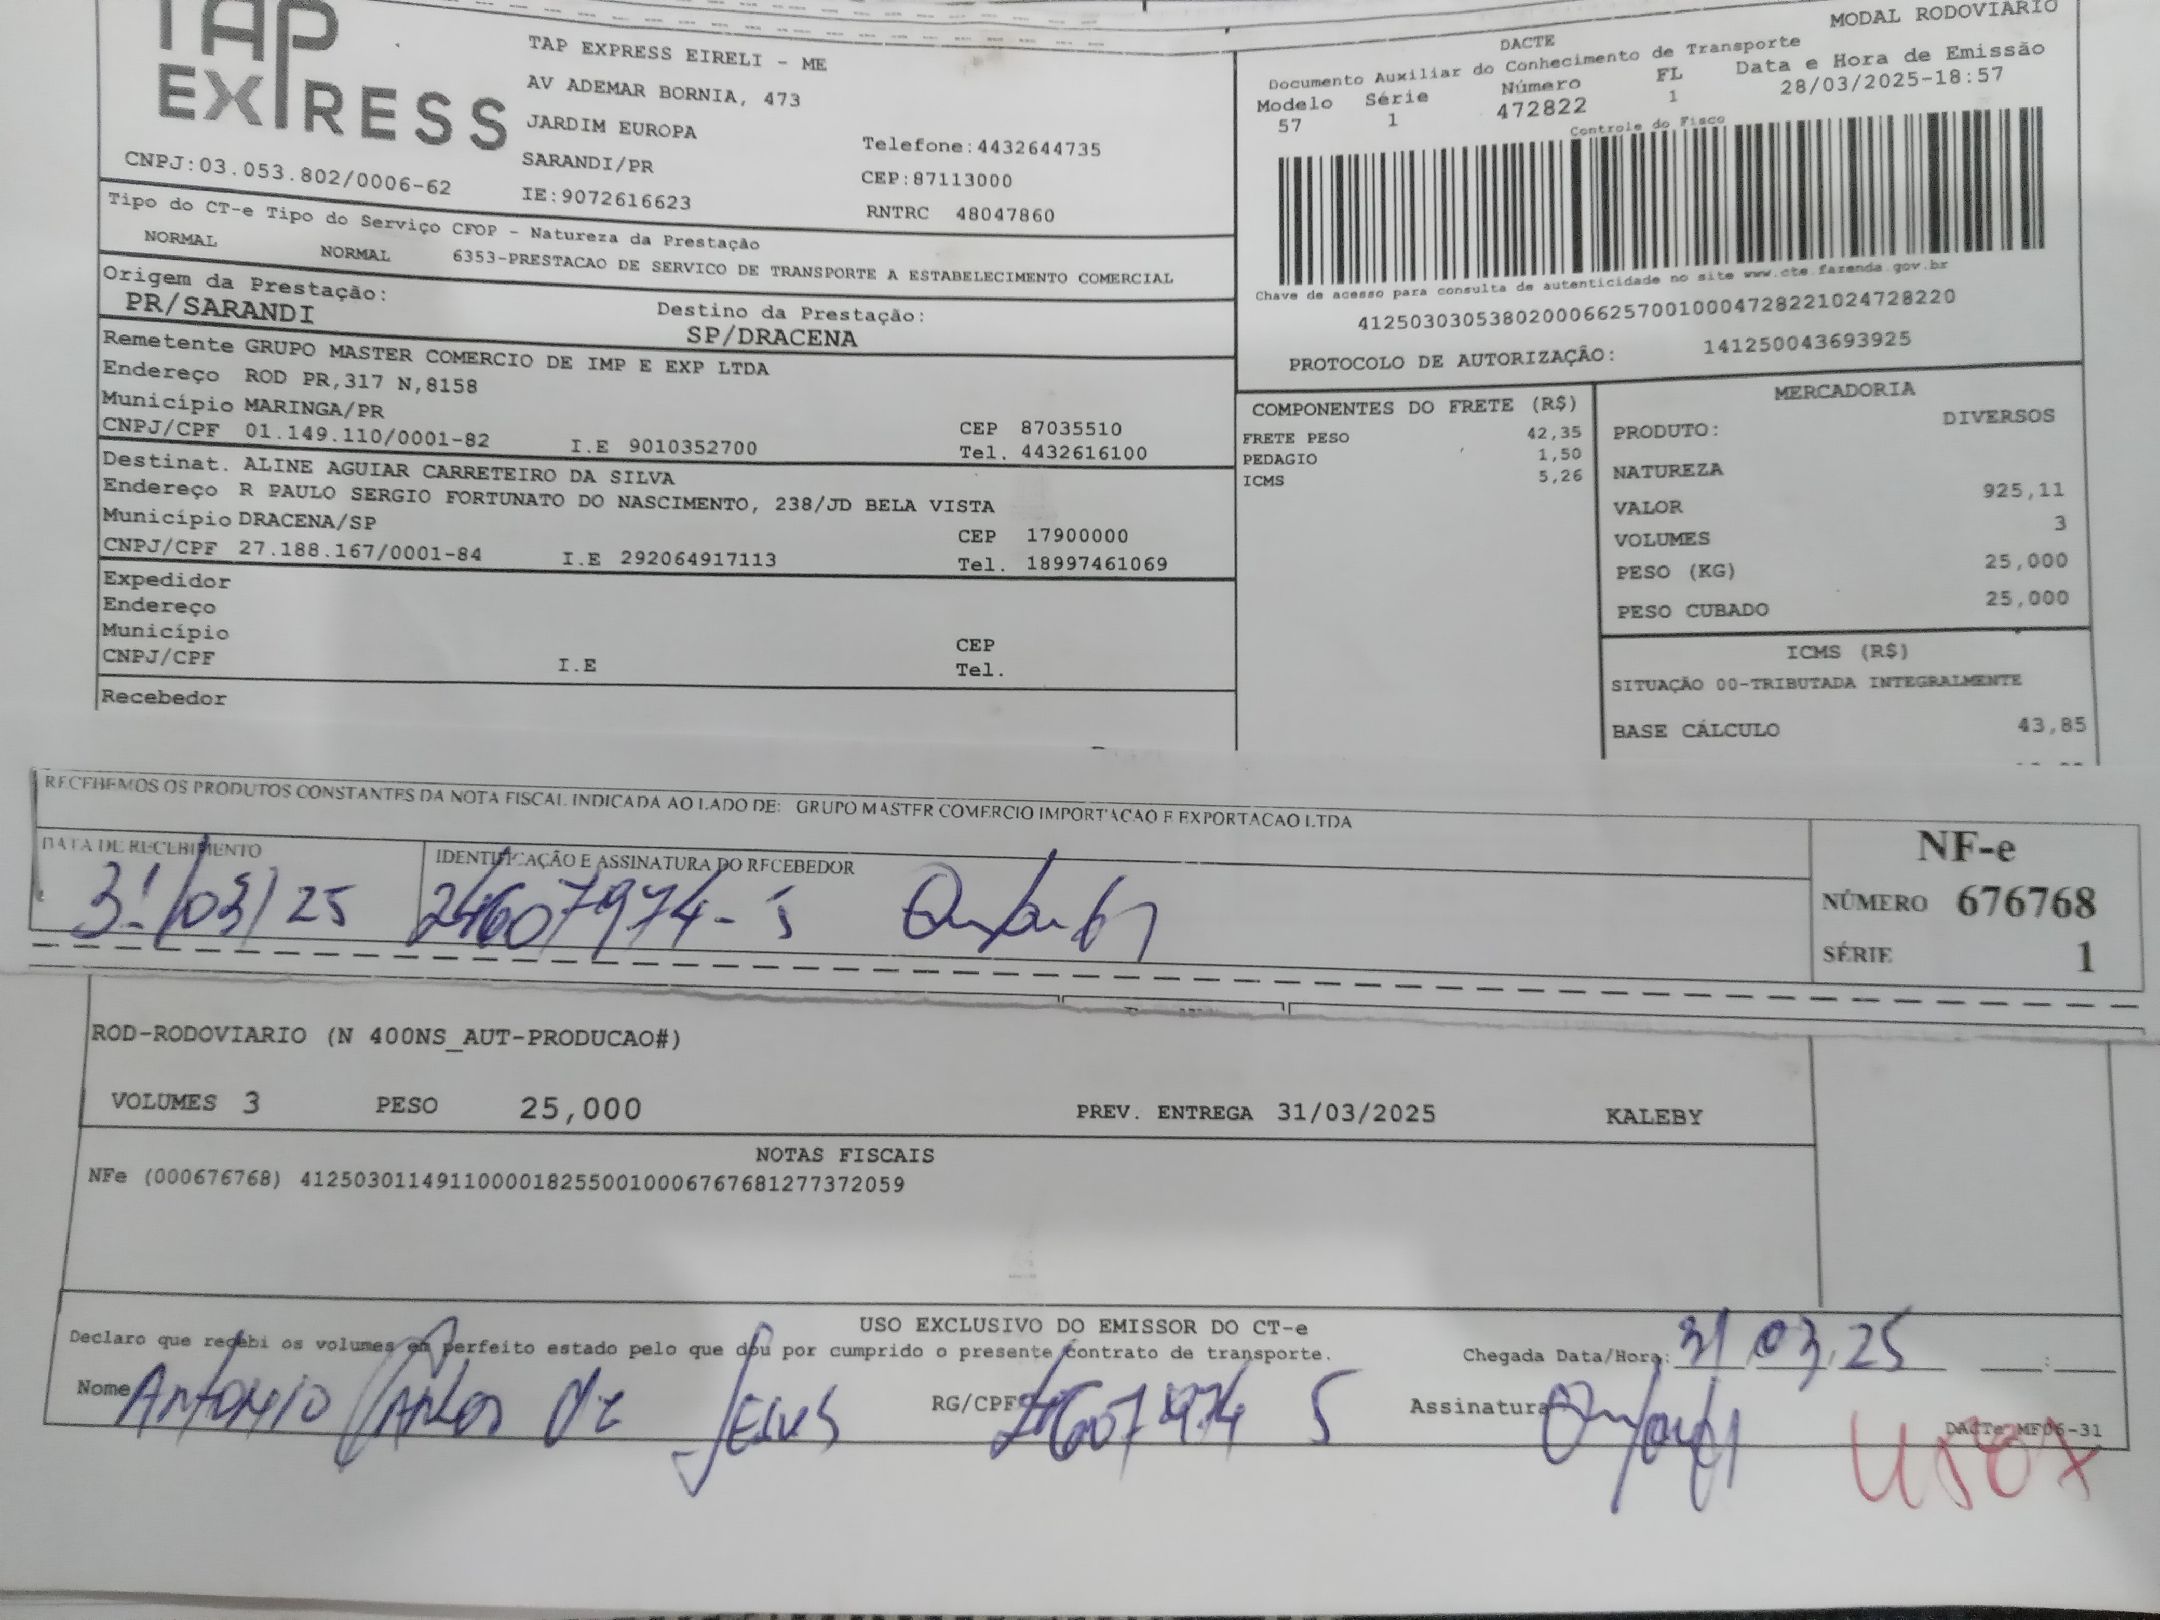 TAP
EXPRESS
CNPJ:03.053.802/0006-62
TAP EXPRESS EIRELI - ME
AV ADEMAR BORNIA, 473
JARDIM EUROPA
SARANDI/PR
IE:9072616623
Telefone:4432644735
CEP:87113000
RNTRC 48047860
MODAL RODOVIARIO
DACTE
Documento Auxiliar do Conhecimento de Transporte
Modelo Série Número FL Data e Hora de Emissão
57 1 472822 1 28/03/2025-18:57
Controle do Fisco
Chave de acesso para consulta de autenticidade no site www.cte.fazenda.gov.br
41250303053802000662570010004728221024728220
PROTOCOLO DE AUTORIZAÇÃO: 141250043693925
Tipo do CT-e Tipo do Serviço CFOP - Natureza da Prestação
NORMAL NORMAL 6353-PRESTACAO DE SERVICO DE TRANSPORTE A ESTABELECIMENTO COMERCIAL
Origem da Prestação: Destino da Prestação:
PR/SARANDI SP/DRACENA
Remetente GRUPO MASTER COMERCIO DE IMP E EXP LTDA
Endereço ROD PR,317 N,8158
Município MARINGA/PR CEP 87035510
CNPJ/CPF 01.149.110/0001-82 I.E 9010352700 Tel. 4432616100
Destinat. ALINE AGUIAR CARRETEIRO DA SILVA
Endereço R PAULO SERGIO FORTUNATO DO NASCIMENTO, 238/JD BELA VISTA
Município DRACENA/SP CEP 17900000
CNPJ/CPF 27.188.167/0001-84 I.E 292064917113 Tel. 18997461069
Expedidor
Endereço
Município CEP
CNPJ/CPF I.E Tel.
Recebedor
COMPONENTES DO FRETE (R$)
FRETE PESO 42,35
PEDAGIO 1,50
ICMS 5,26
MERCADORIA
PRODUTO: DIVERSOS
NATUREZA
VALOR 925,11
VOLUMES 3
PESO (KG) 25,000
PESO CUBADO 25,000
ICMS (R$)
SITUAÇÃO 00-TRIBUTADA INTEGRALMENTE
BASE CÁLCULO 43,85
RECEBEMOS OS PRODUTOS CONSTANTES DA NOTA FISCAL INDICADA AO LADO DE: GRUPO MASTER COMERCIO IMPORTACAO E EXPORTACAO LTDA
DATA DE RECEBIMENTO IDENTIFICAÇÃO E ASSINATURA DO RECEBEDOR
31/03/25 24607974-5
NF-e
NÚMERO 676768
SÉRIE 1
ROD-RODOVIARIO (N 400NS_AUT-PRODUCAO#)
VOLUMES 3 PESO 25,000 PREV. ENTREGA 31/03/2025 KALEBY
NOTAS FISCAIS
NFe (000676768) 41250301149110000182550010006767681277372059
USO EXCLUSIVO DO EMISSOR DO CT-e
Declaro que recebi os volumes em perfeito estado pelo que dou por cumprido o presente contrato de transporte. Chegada Data/Hora: 31 03 25 :
Nome Antonio Carlos de Jesus RG/CPF 24607974 5 Assinatura
DACTe MF06-31